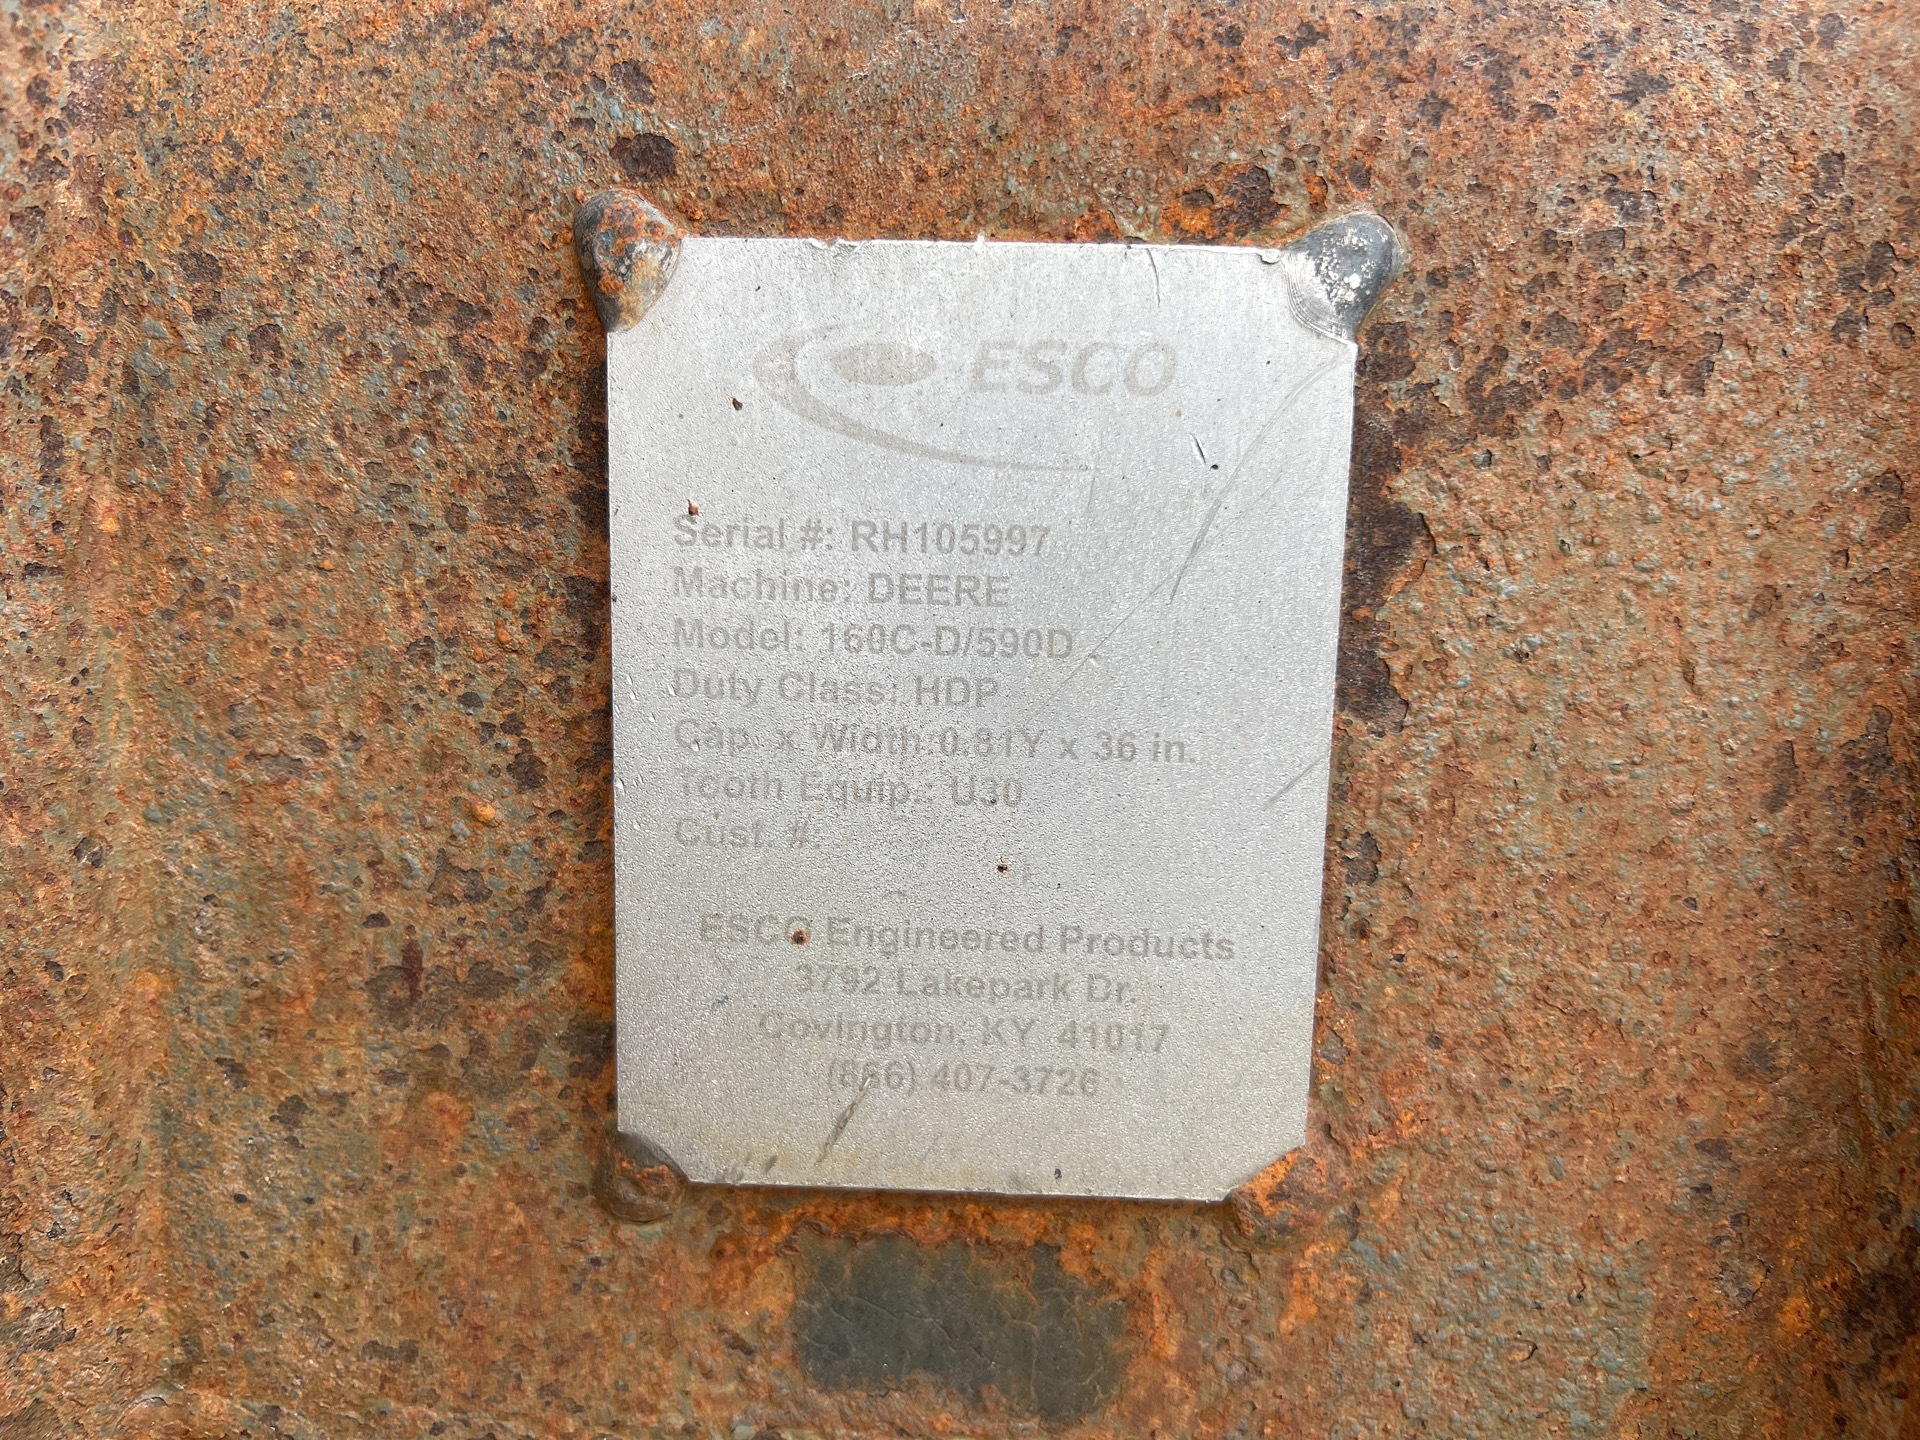 ESCO
Serial #: RH105997
Machine: DEERE
Model: 160C-D/590D
Duty Class: HDP
Cap. x Width:0.81Y x 36 in.
Tooth Equip.: U30
Cust. #:
ESCO Engineered Products
3792 Lakepark Dr.
Covington, KY 41017
(866) 407-3726